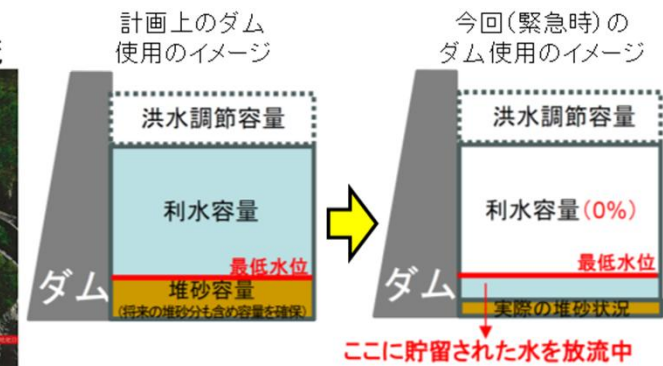 計画上のダム
使用のイメージ
洪水調節容量
利水容量
最低水位
ダム
堆砂容量
(将来の堆砂分も含め容量を確保)
今回(緊急時)の
ダム使用のイメージ
洪水調節容量
利水容量(0%)
最低水位
ダム
実際の堆砂状況
ここに貯留された水を放流中